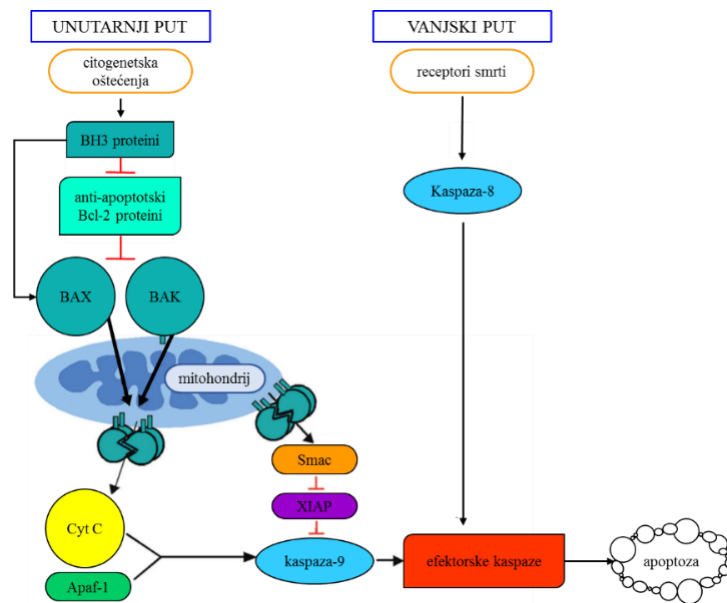 UNUTARNJI PUT
VANJSKI PUT
citogenetska
oštećenja
receptori smrti
BH3 proteini
anti-apoptotski
Bcl-2 proteini
Kaspaza-8
BAX
BAK
mitohondrij
Smac
XIAP
Cyt C
Apaf-1
kaspaza-9
efektorske kaspaze
apoptoza